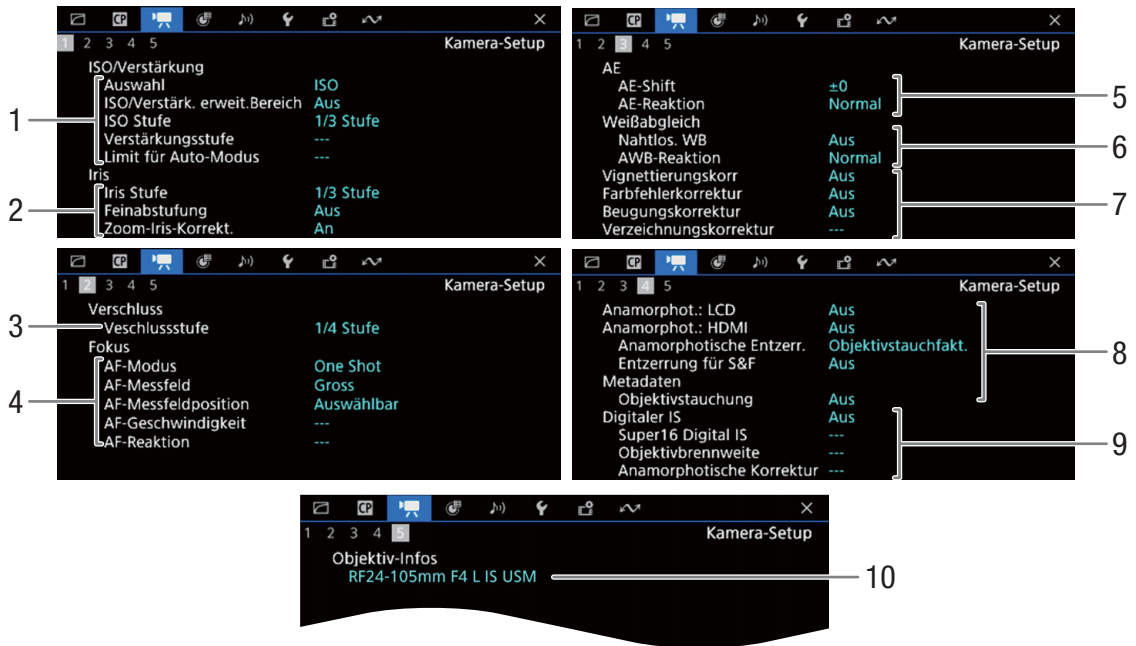 CP
1 2 3 4 5 Kamera-Setup
ISO/Verstärkung
Auswahl ISO
ISO/Verstärk. erweit.Bereich Aus
ISO Stufe 1/3 Stufe
Verstärkungsstufe ---
Limit für Auto-Modus ---
Iris
Iris Stufe 1/3 Stufe
Feinabstufung Aus
Zoom-Iris-Korrekt. An
1
2
CP
1 2 3 4 5 Kamera-Setup
AE
AE-Shift ±0
AE-Reaktion Normal
Weißabgleich
Nahtlos. WB Aus
AWB-Reaktion Normal
Vignettierungskorr Aus
Farbfehlerkorrektur Aus
Beugungskorrektur Aus
Verzeichnungskorrektur ---
5
6
7
CP
1 2 3 4 5 Kamera-Setup
Verschluss
Veschlussstufe 1/4 Stufe
Fokus
AF-Modus One Shot
AF-Messfeld Gross
AF-Messfeldposition Auswählbar
AF-Geschwindigkeit ---
AF-Reaktion ---
3
4
CP
1 2 3 4 5 Kamera-Setup
Anamorphot.: LCD Aus
Anamorphot.: HDMI Aus
Anamorphotische Entzerr. Objektivstauchfakt.
Entzerrung für S&F Aus
Metadaten
Objektivstauchung Aus
Digitaler IS Aus
Super16 Digital IS ---
Objektivbrennweite ---
Anamorphotische Korrektur ---
8
9
CP
1 2 3 4 5 Kamera-Setup
Objektiv-Infos
RF24-105mm F4 L IS USM
10